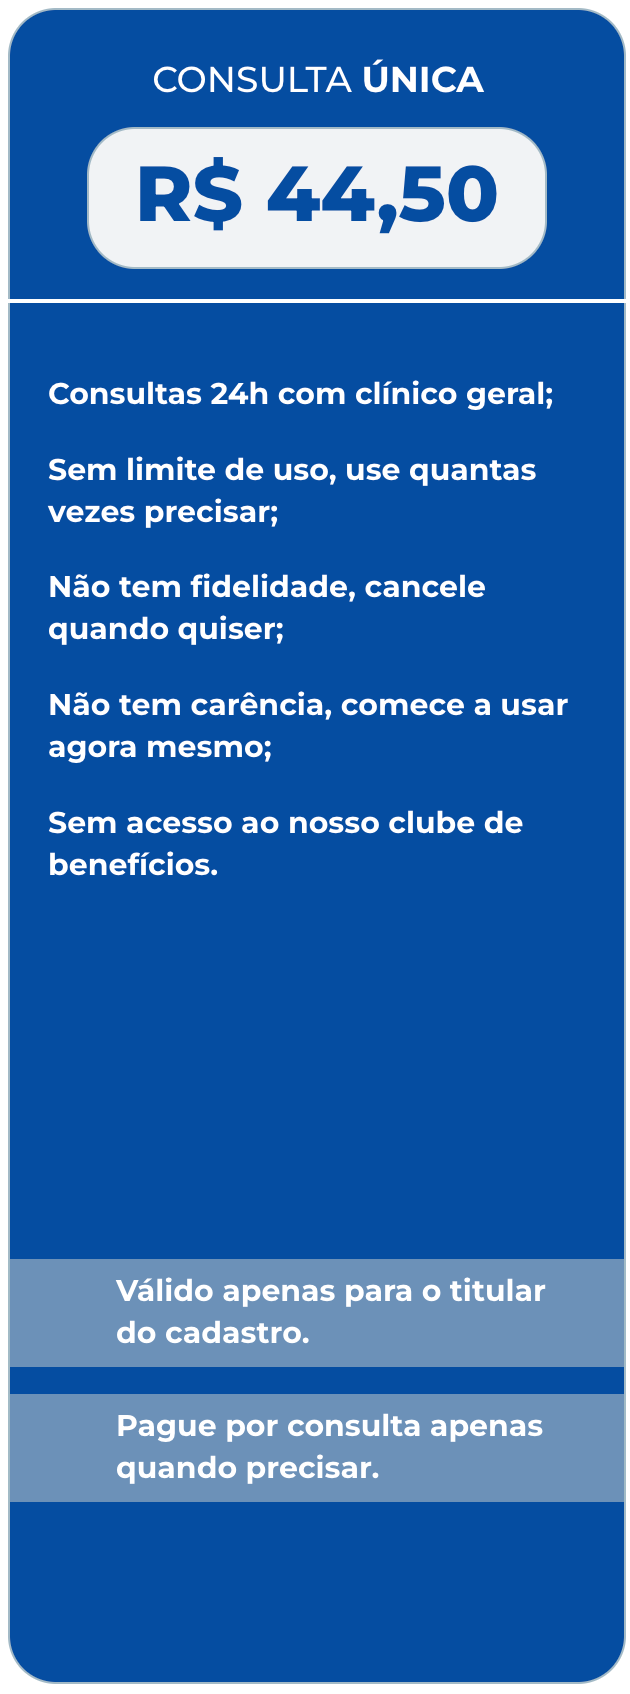 CONSULTA ÚNICA
R$ 44,50
Consultas 24h com clínico geral;
Sem limite de uso, use quantas
vezes precisar;
Não tem fidelidade, cancele
quando quiser;
Não tem carência, comece a usar
agora mesmo;
Sem acesso ao nosso clube de
benefícios.
Válido apenas para o titular
do cadastro.
Pague por consulta apenas
quando precisar.